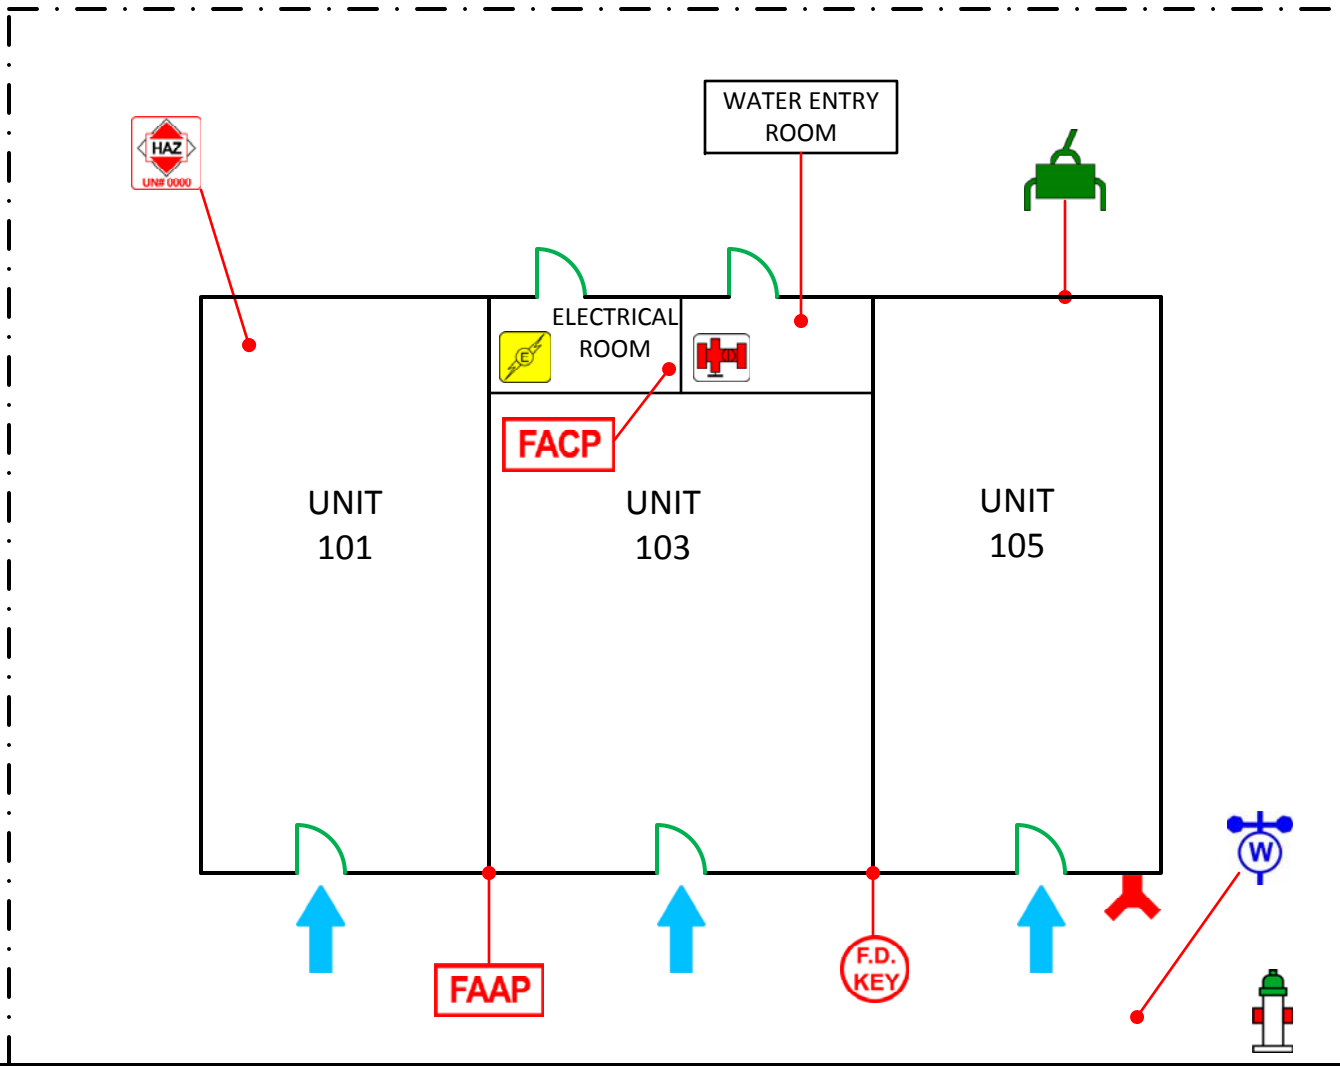 WATER ENTRY
ROOM
HAZ
UN# 0000
ELECTRICAL
ROOM
E
FACP
UNIT
101
UNIT
103
UNIT
105
W
FAAP
F.D.
KEY